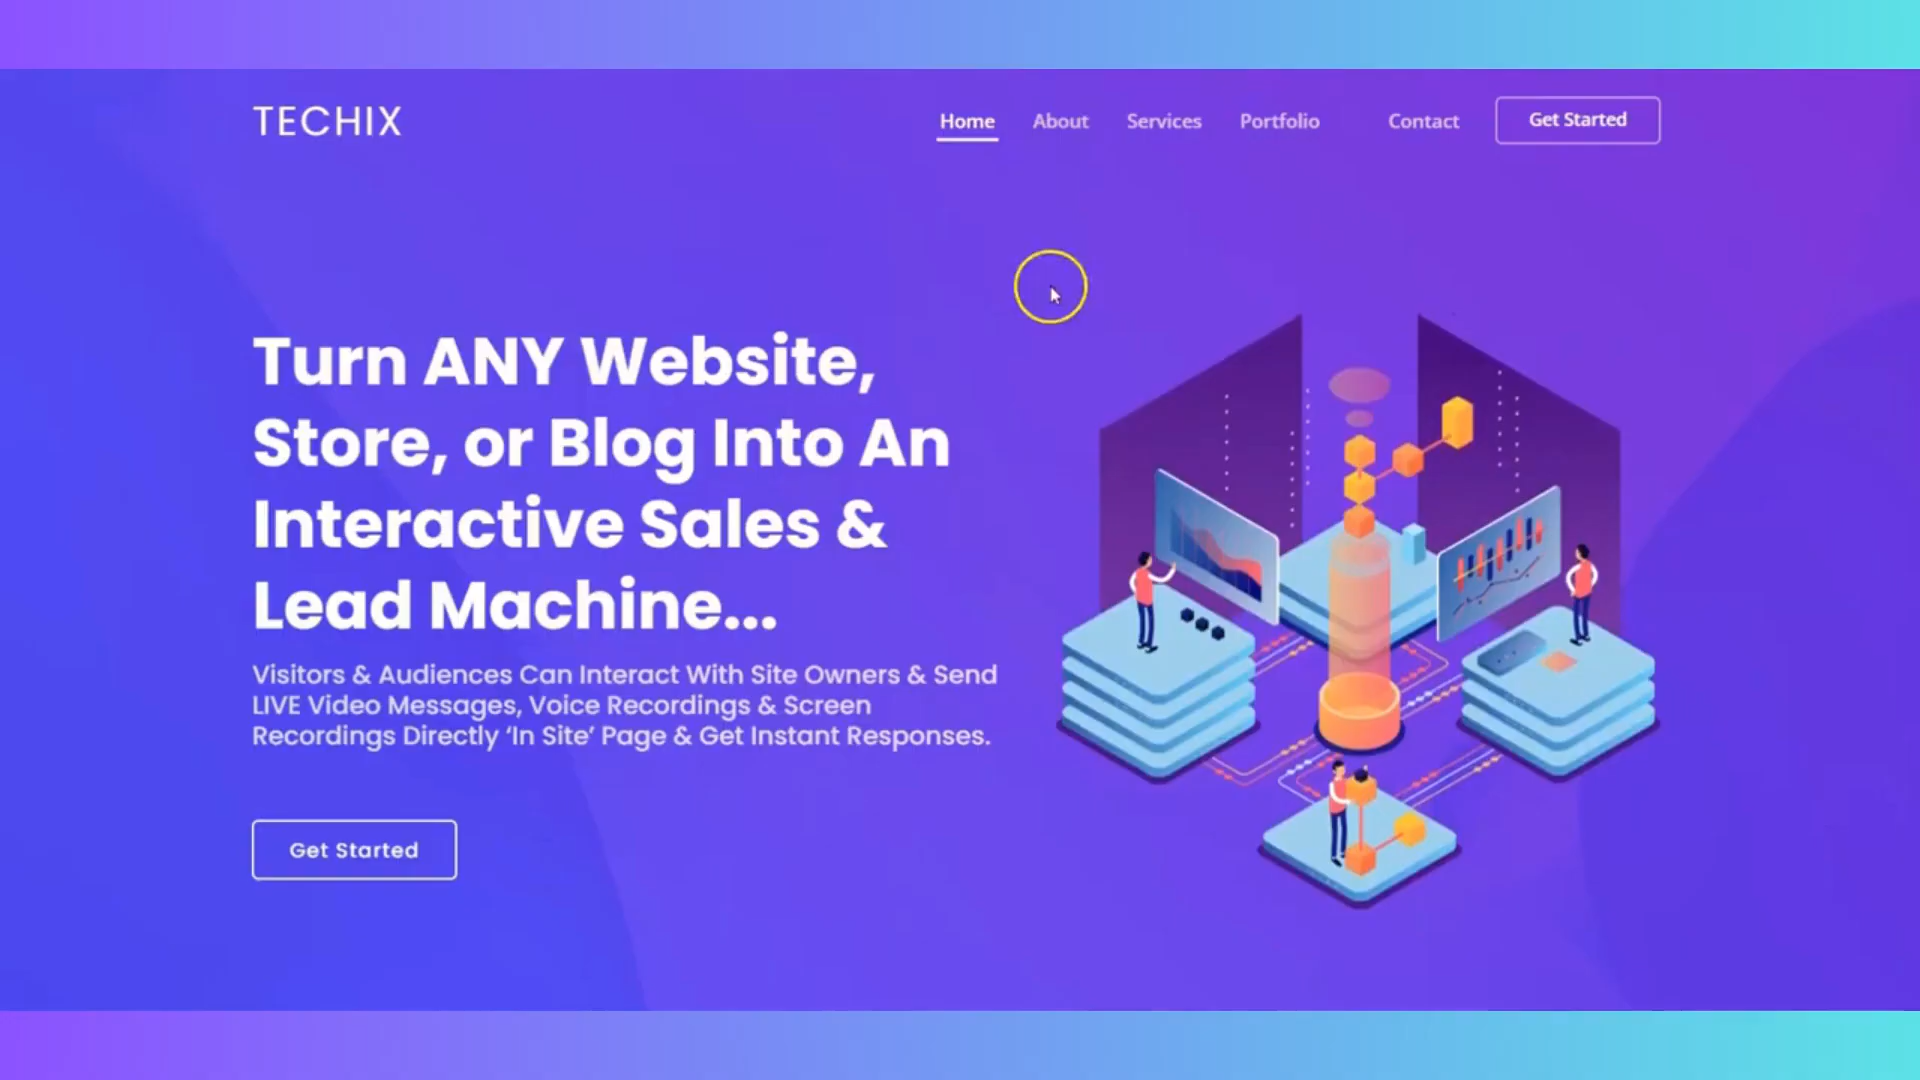 TECHIX
Home About Services Portfolio Contact Get Started
Turn ANY Website,
Store, or Blog Into An
Interactive Sales &
Lead Machine...
Visitors & Audiences Can Interact With Site Owners & Send
LIVE Video Messages, Voice Recordings & Screen
Recordings Directly ‘In Site’ Page & Get Instant Responses.
Get Started